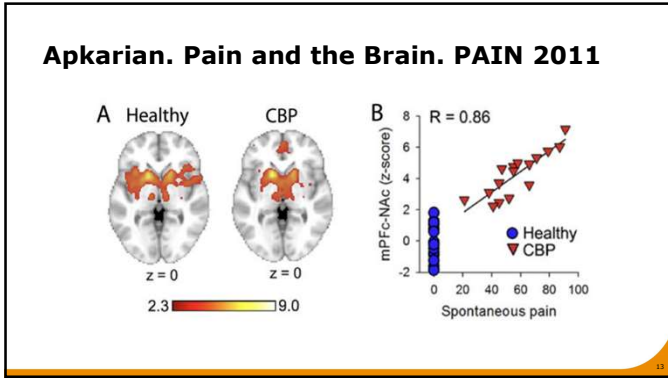 Apkarian. Pain and the Brain. PAIN 2011
A Healthy CBP
z = 0 z = 0
2.3 9.0
B
R = 0.86
mPFc-NAc (z-score)
8
6
4
2
0
-2
Healthy
CBP
0 20 40 60 80 100
Spontaneous pain
13